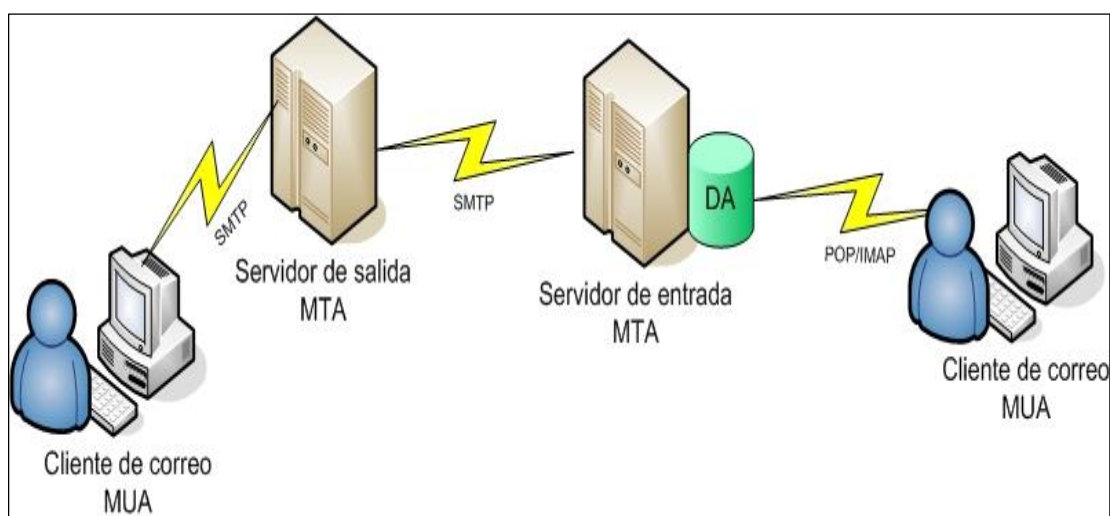 SMTP
Servidor de salida
MTA
SMTP
DA
Servidor de entrada
MTA
POP/IMAP
Cliente de correo
MUA
Cliente de correo
MUA